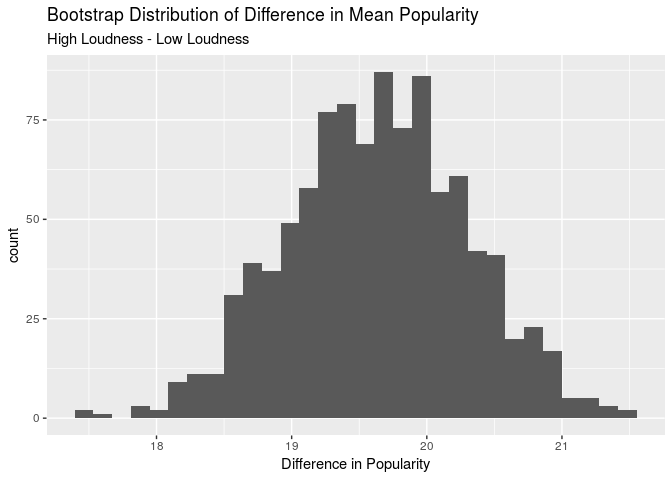 Bootstrap Distribution of Difference in Mean Popularity
High Loudness - Low Loudness
75
50
25
0
count
18 19 20 21
Difference in Popularity